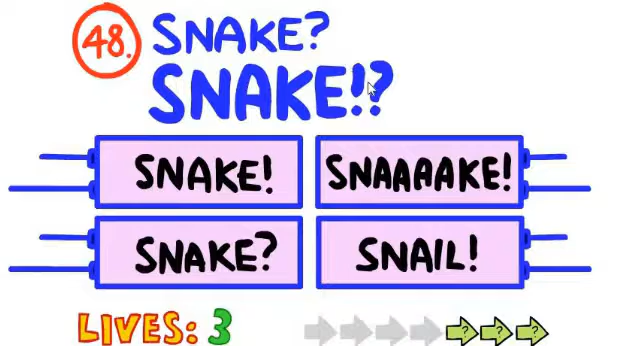 48. SNAKE?
SNAKE!?
SNAKE!
SNAAAAKE!
SNAKE?
SNAIL!
LIVES: 3
? ? ?